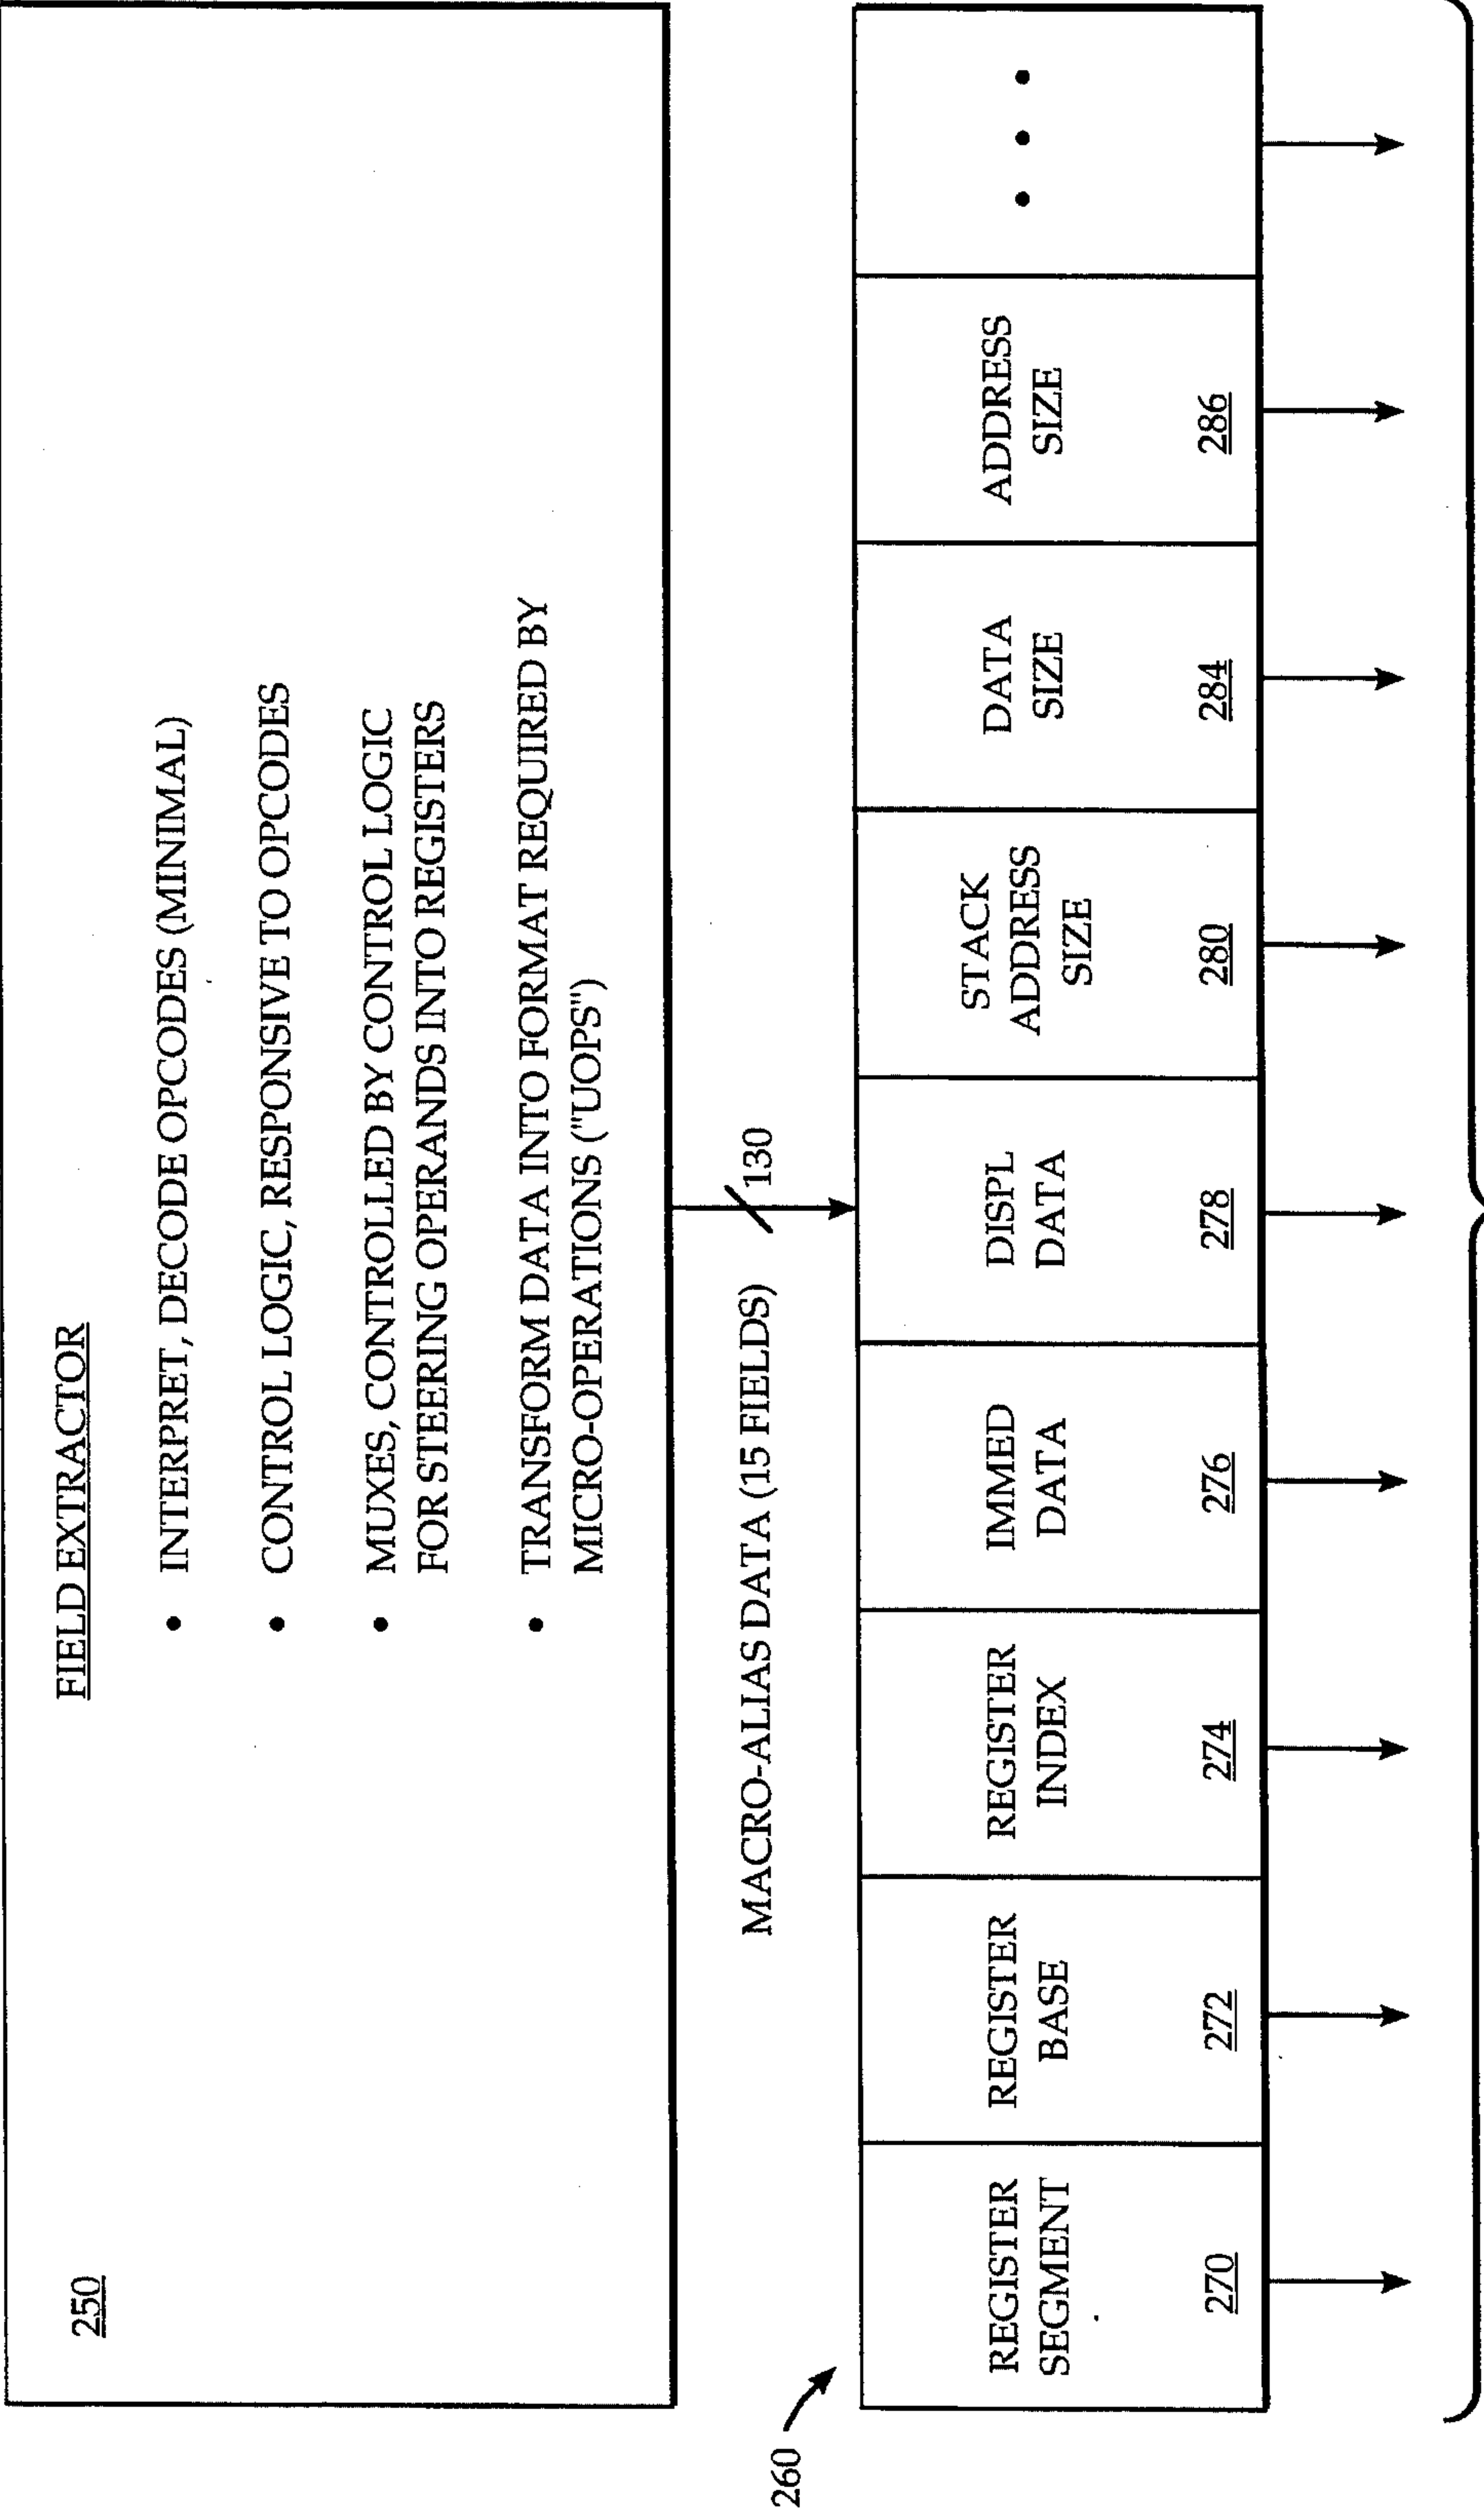 250
FIELD EXTRACTOR
• INTERPRET, DECODE OPCODES (MINIMAL)
• CONTROL LOGIC, RESPONSIVE TO OPCODES
• MUXES, CONTROLLED BY CONTROL LOGIC
FOR STEERING OPERANDS INTO REGISTERS
• TRANSFORM DATA INTO FORMAT REQUIRED BY
MICRO-OPERATIONS ("UOPS")
MACRO-ALIAS DATA (15 FIELDS)
130
260
REGISTER
SEGMENT
270
REGISTER
BASE
272
REGISTER
INDEX
274
IMMED
DATA
276
DISPL
DATA
278
STACK
ADDRESS
SIZE
280
DATA
SIZE
284
ADDRESS
SIZE
286
• • •